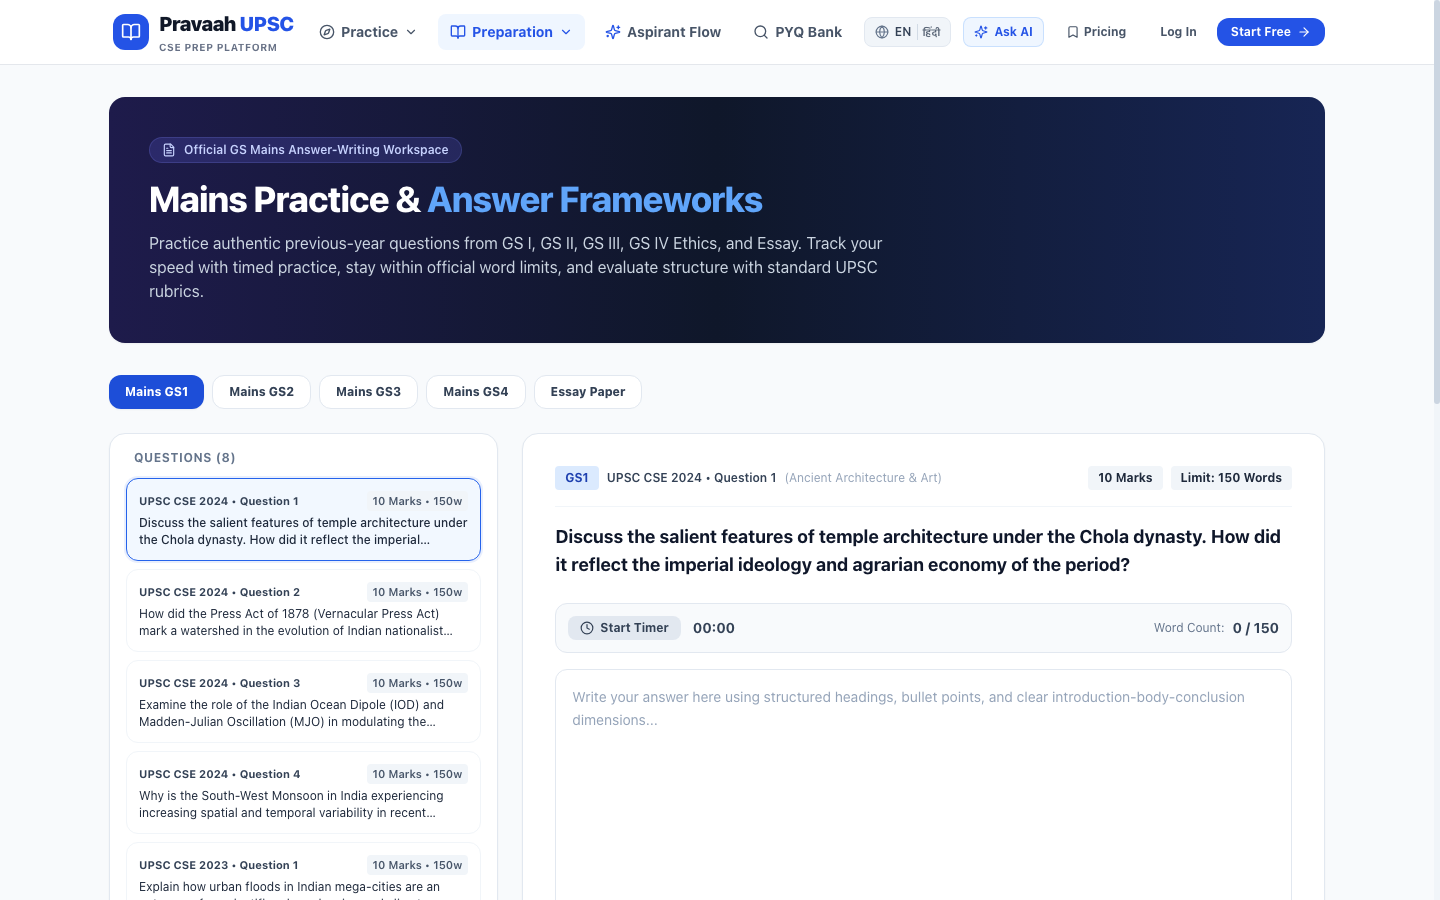 Pravaah UPSC
CSE PREP PLATFORM
Practice
Preparation
Aspirant Flow
PYQ Bank
EN | हिंदी
Ask AI
Pricing
Log In
Start Free
Official GS Mains Answer-Writing Workspace
Mains Practice & Answer Frameworks
Practice authentic previous-year questions from GS I, GS II, GS III, GS IV Ethics, and Essay. Track your
speed with timed practice, stay within official word limits, and evaluate structure with standard UPSC
rubrics.
Mains GS1
Mains GS2
Mains GS3
Mains GS4
Essay Paper
QUESTIONS (8)
UPSC CSE 2024 • Question 1
10 Marks • 150w
Discuss the salient features of temple architecture under
the Chola dynasty. How did it reflect the imperial...
UPSC CSE 2024 • Question 2
10 Marks • 150w
How did the Press Act of 1878 (Vernacular Press Act)
mark a watershed in the evolution of Indian nationalist...
UPSC CSE 2024 • Question 3
10 Marks • 150w
Examine the role of the Indian Ocean Dipole (IOD) and
Madden-Julian Oscillation (MJO) in modulating the...
UPSC CSE 2024 • Question 4
10 Marks • 150w
Why is the South-West Monsoon in India experiencing
increasing spatial and temporal variability in recent...
UPSC CSE 2023 • Question 1
10 Marks • 150w
Explain how urban floods in Indian mega-cities are an
GS1
UPSC CSE 2024 • Question 1 (Ancient Architecture & Art)
10 Marks
Limit: 150 Words
Discuss the salient features of temple architecture under the Chola dynasty. How did
it reflect the imperial ideology and agrarian economy of the period?
Start Timer
00:00
Word Count: 0 / 150
Write your answer here using structured headings, bullet points, and clear introduction-body-conclusion
dimensions...